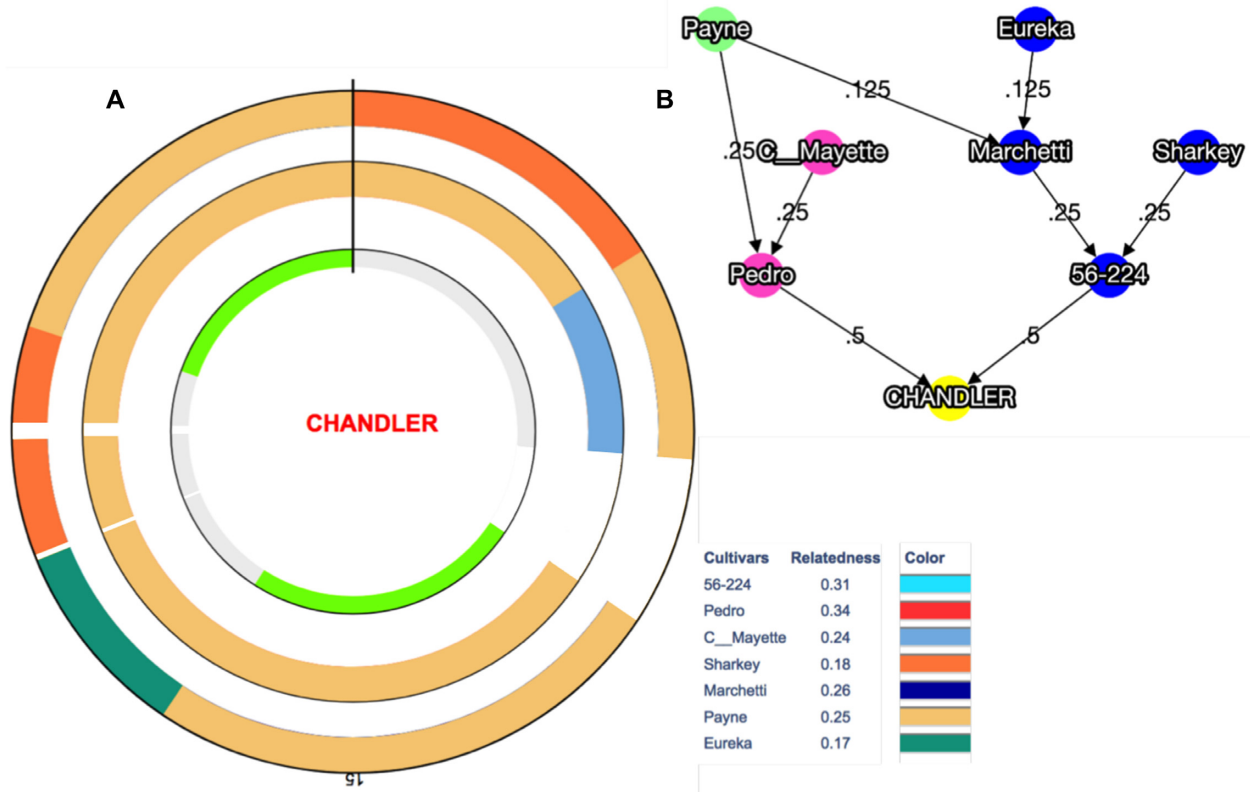 A
B
Payne
Eureka
.125
.125
.25
C__Mayette
Marchetti
Sharkey
.25
.25
.25
Pedro
56-224
.5
.5
CHANDLER
CHANDLER
15
Cultivars Relatedness Color
56-224 0.31
Pedro 0.34
C__Mayette 0.24
Sharkey 0.18
Marchetti 0.26
Payne 0.25
Eureka 0.17